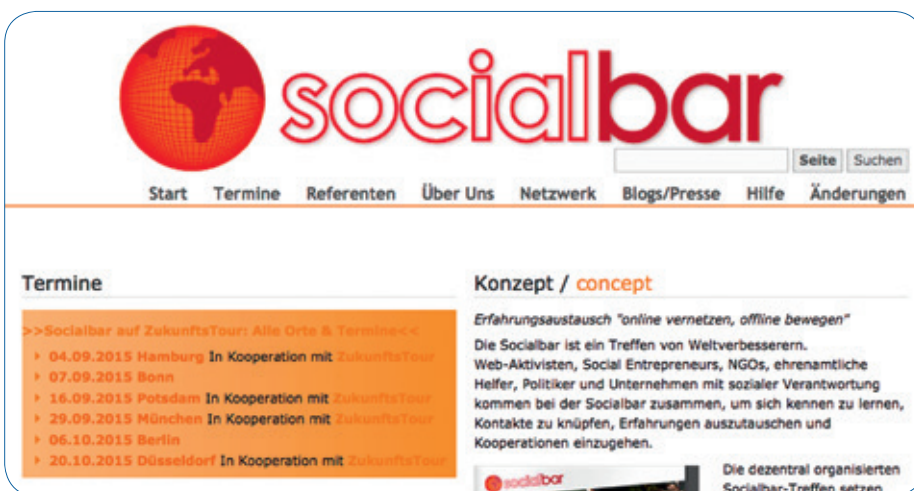 socialbar
Seite Suchen
Start Termine Referenten Über Uns Netzwerk Blogs/Presse Hilfe Änderungen
Termine
>>Socialbar auf ZukunftsTour: Alle Orte & Termine<<
04.09.2015 Hamburg In Kooperation mit ZukunftsTour
07.09.2015 Bonn
16.09.2015 Potsdam In Kooperation mit ZukunftsTour
29.09.2015 München In Kooperation mit ZukunftsTour
06.10.2015 Berlin
20.10.2015 Düsseldorf In Kooperation mit ZukunftsTour
Konzept / concept
Erfahrungsaustausch "online vernetzen, offline bewegen"
Die Socialbar ist ein Treffen von Weltverbesserern.
Web-Aktivisten, Social Entrepreneurs, NGOs, ehrenamtliche
Helfer, Politiker und Unternehmen mit sozialer Verantwortung
kommen bei der Socialbar zusammen, um sich kennen zu lernen,
Kontakte zu knüpfen, Erfahrungen auszutauschen und
Kooperationen einzugehen.
socialbar
Die dezentral organisierten
Socialbar-Treffen setzen